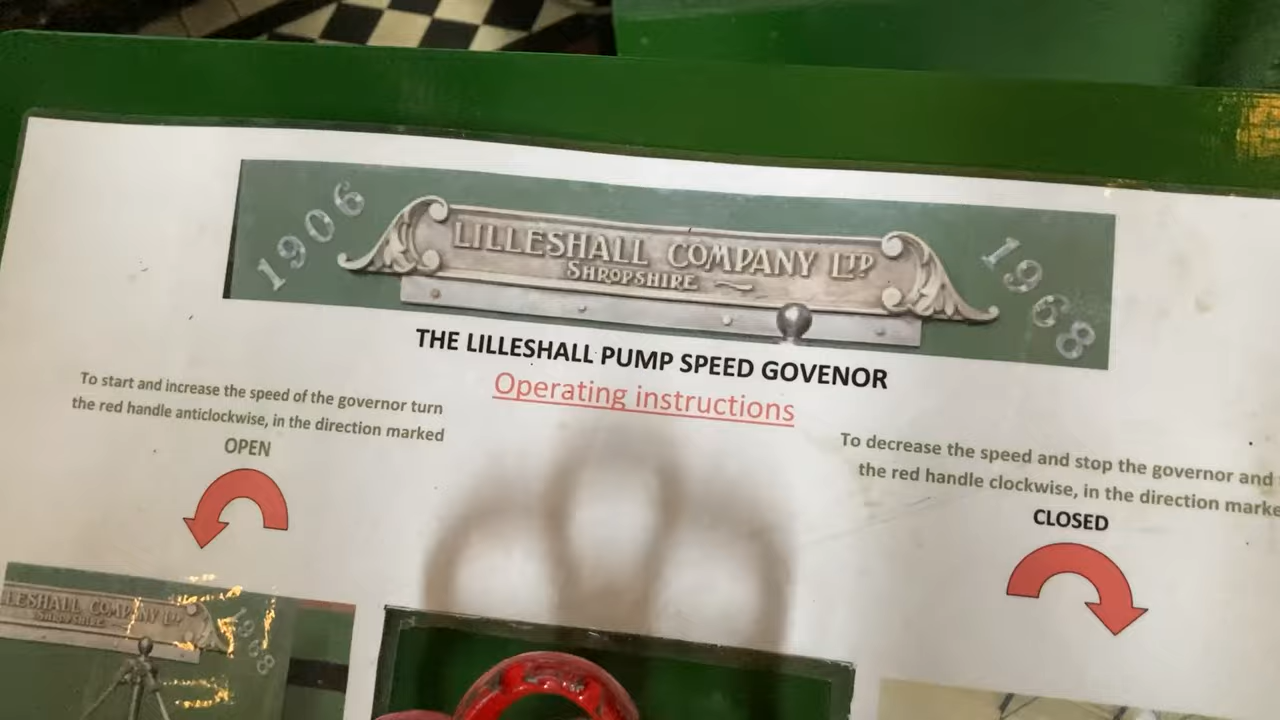 1906
LILLESHALL COMPANY LTD
SHROPSHIRE
1968
THE LILLESHALL PUMP SPEED GOVENOR
Operating instructions
To start and increase the speed of the governor turn
the red handle anticlockwise, in the direction marked
OPEN
To decrease the speed and stop the governor and
the red handle clockwise, in the direction marke
CLOSED
LESHALL COMPANY LTD
SHROPSHIRE
1968